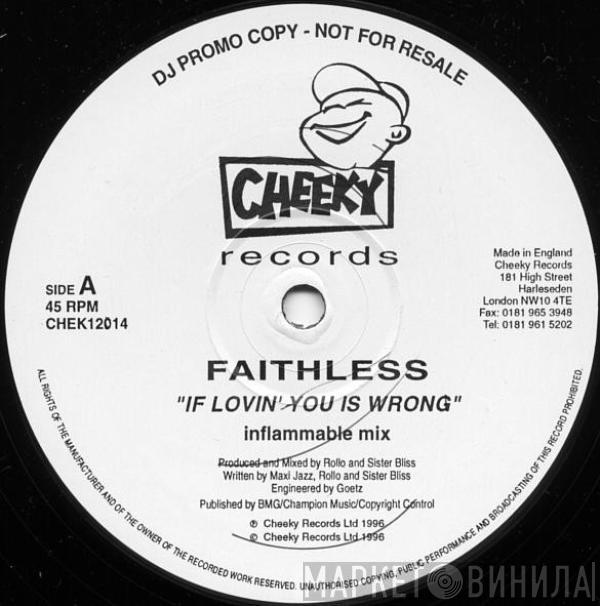 DJ PROMO COPY - NOT FOR RESALE
CHEEKY
records
SIDE A
45 RPM
CHEK12014
Made in England
Cheeky Records
181 High Street
Harleseden
London NW10 4TE
Fax: 0181 965 3948
Tel: 0181 961 5202
FAITHLESS
"IF LOVIN' YOU IS WRONG"
inflammable mix
Produced and Mixed by Rollo and Sister Bliss
Written by Maxi Jazz, Rollo and Sister Bliss
Engineered by Goetz
Published by BMG/Champion Music/Copyright Control
℗ Cheeky Records Ltd 1996
© Cheeky Records Ltd 1996
ALL RIGHTS OF THE MANUFACTURER AND OF THE OWNER OF THE RECORDED WORK RESERVED. UNAUTHORISED COPYING, PUBLIC PERFORMANCE AND BROADCASTING OF THIS RECORD PROHIBITED.
МАРКЕТ ВИНИЛА